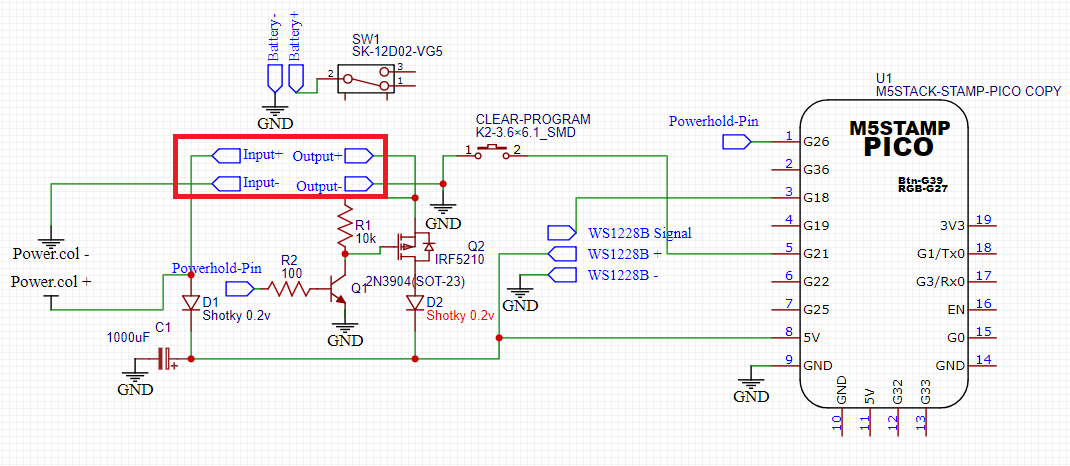 Battery-
Battery+
SW1
SK-12D02-VG5
2
3
1
GND
Input+
Output+
Input-
Output-
CLEAR-PROGRAM
K2-3.6×6.1_SMD
1
2
GND
R1
10k
Q2
IRF5210
Power.col -
Power.col +
Powerhold-Pin
R2
100
Q1
2N3904(SOT-23)
D1
Shotky 0.2v
D2
Shotky 0.2v
GND
C1
1000uF
+
GND
WS1228B Signal
WS1228B +
WS1228B -
GND
Powerhold-Pin
GND
U1
M5STACK-STAMP-PICO COPY
M5STAMP
PICO
Btn-G39
RGB-G27
1 G26
2 G36
3 G18
4 G19
5 G21
6 G22
7 G25
8 5V
9 GND
3V3 19
G1/Tx0 18
G3/Rx0 17
EN 16
G0 15
GND 14
GND 10
5V 11
G32 12
G33 13